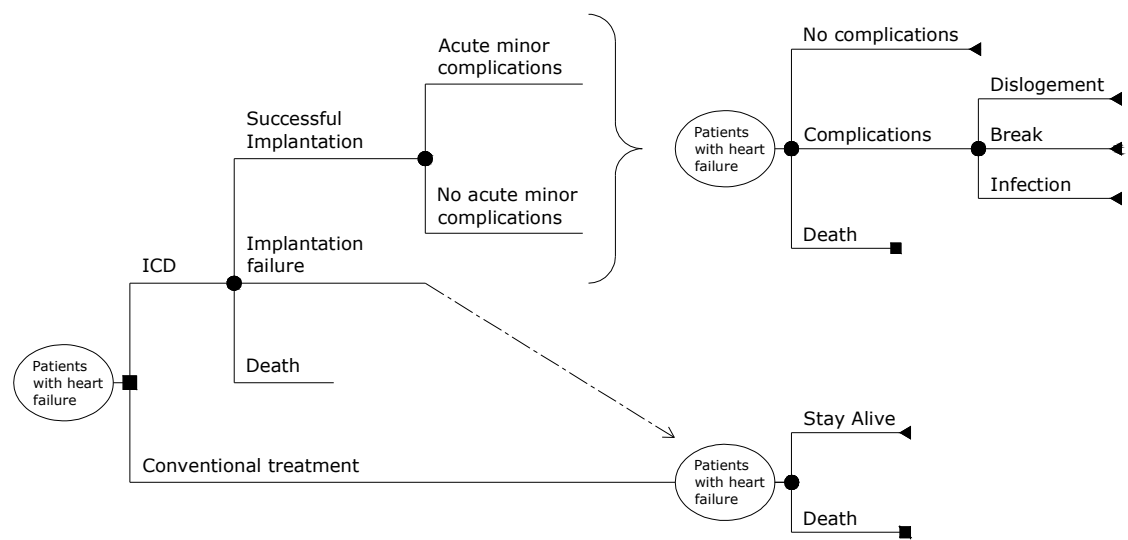 Acute minor
complications
No complications
Dislogement
Successful
Implantation
Patients
with heart
failure
Complications
Break
Infection
No acute minor
complications
Death
ICD
Implantation
failure
Death
Patients
with heart
failure
Stay Alive
Conventional treatment
Patients
with heart
failure
Death